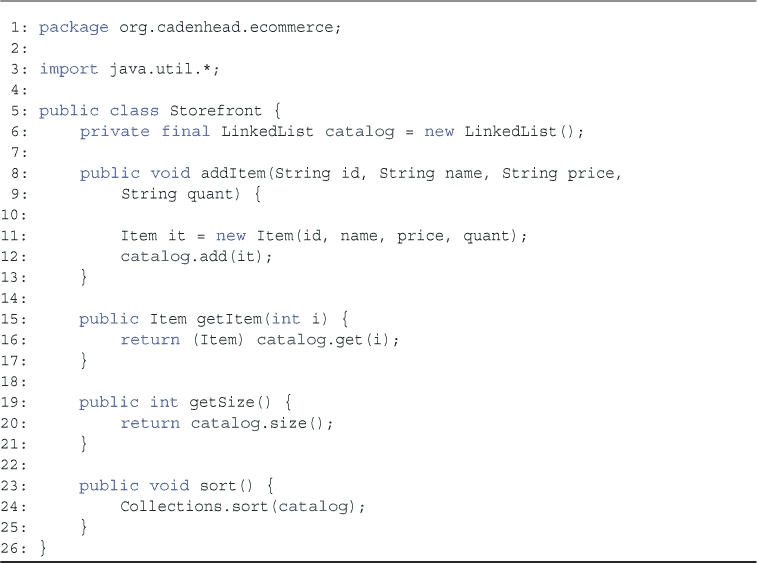 1: package org.cadenhead.ecommerce;
2:
3: import java.util.*;
4:
5: public class Storefront {
6:     private final LinkedList catalog = new LinkedList();
7:
8:     public void addItem(String id, String name, String price,
9:         String quant) {
10:
11:         Item it = new Item(id, name, price, quant);
12:         catalog.add(it);
13:     }
14:
15:     public Item getItem(int i) {
16:         return (Item) catalog.get(i);
17:     }
18:
19:     public int getSize() {
20:         return catalog.size();
21:     }
22:
23:     public void sort() {
24:         Collections.sort(catalog);
25:     }
26: }